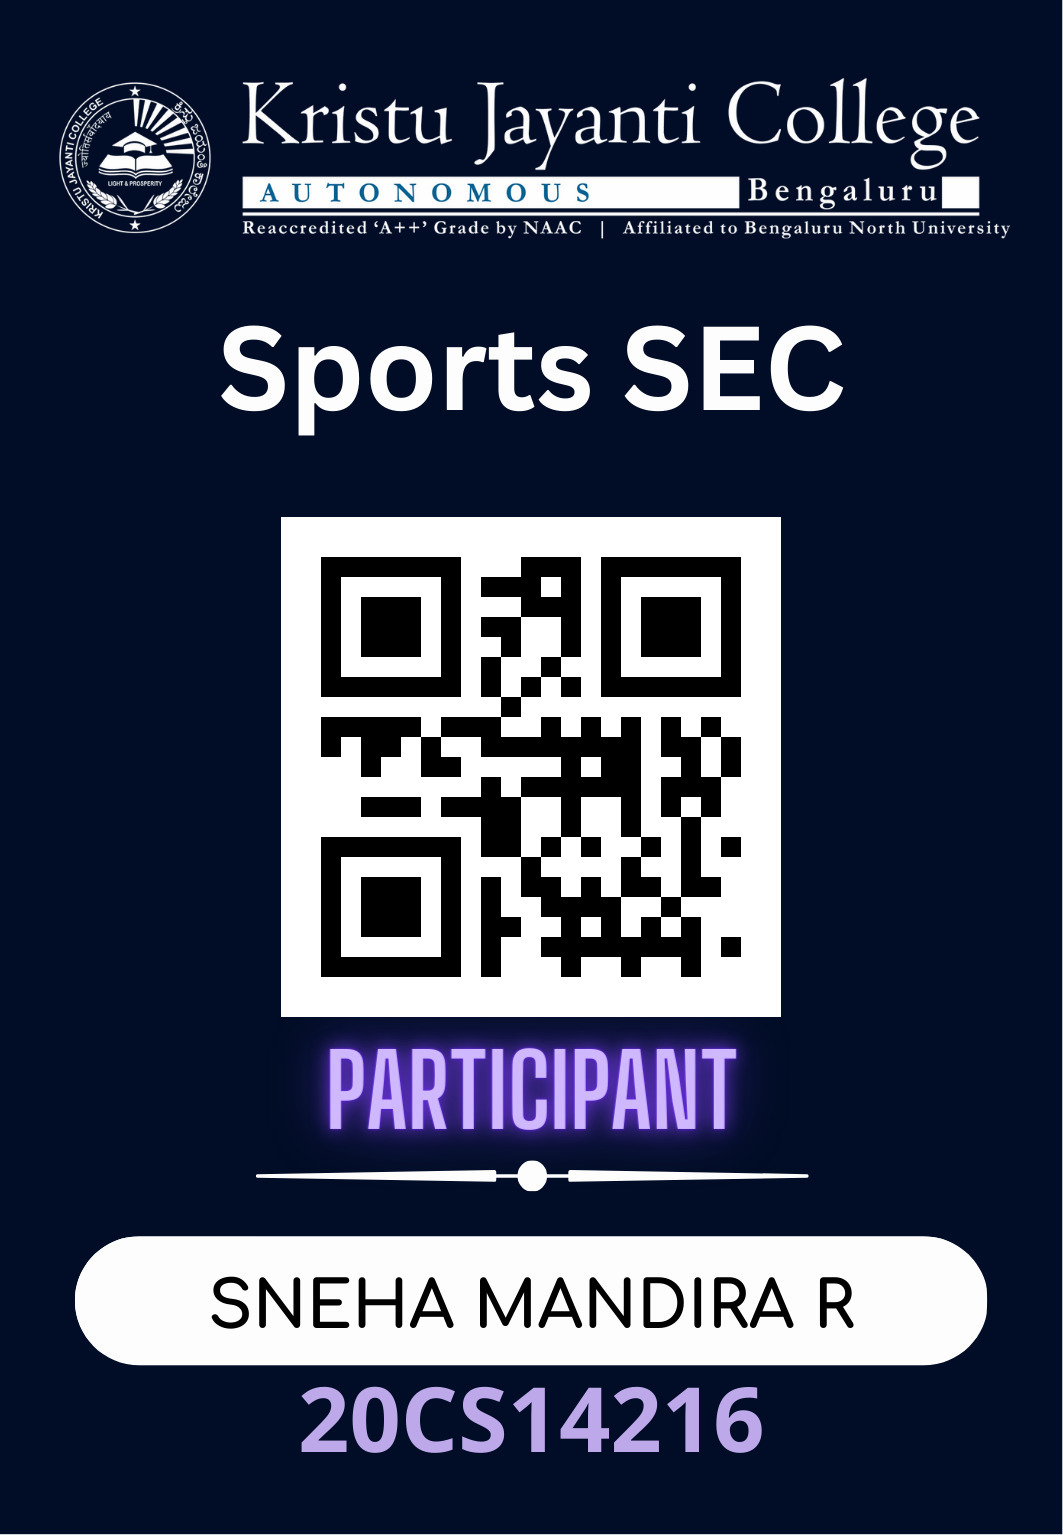 KRISTU JAYANTI COLLEGE
ಕ್ರಿಸ್ತು ಜಯಂತಿ ಕಾಲೇಜು
LIGHT & PROSPERITY
Kristu Jayanti College
AUTONOMOUS Bengaluru
Reaccredited ‘A++’ Grade by NAAC | Affiliated to Bengaluru North University
Sports SEC
PARTICIPANT
SNEHA MANDIRA R
20CS14216